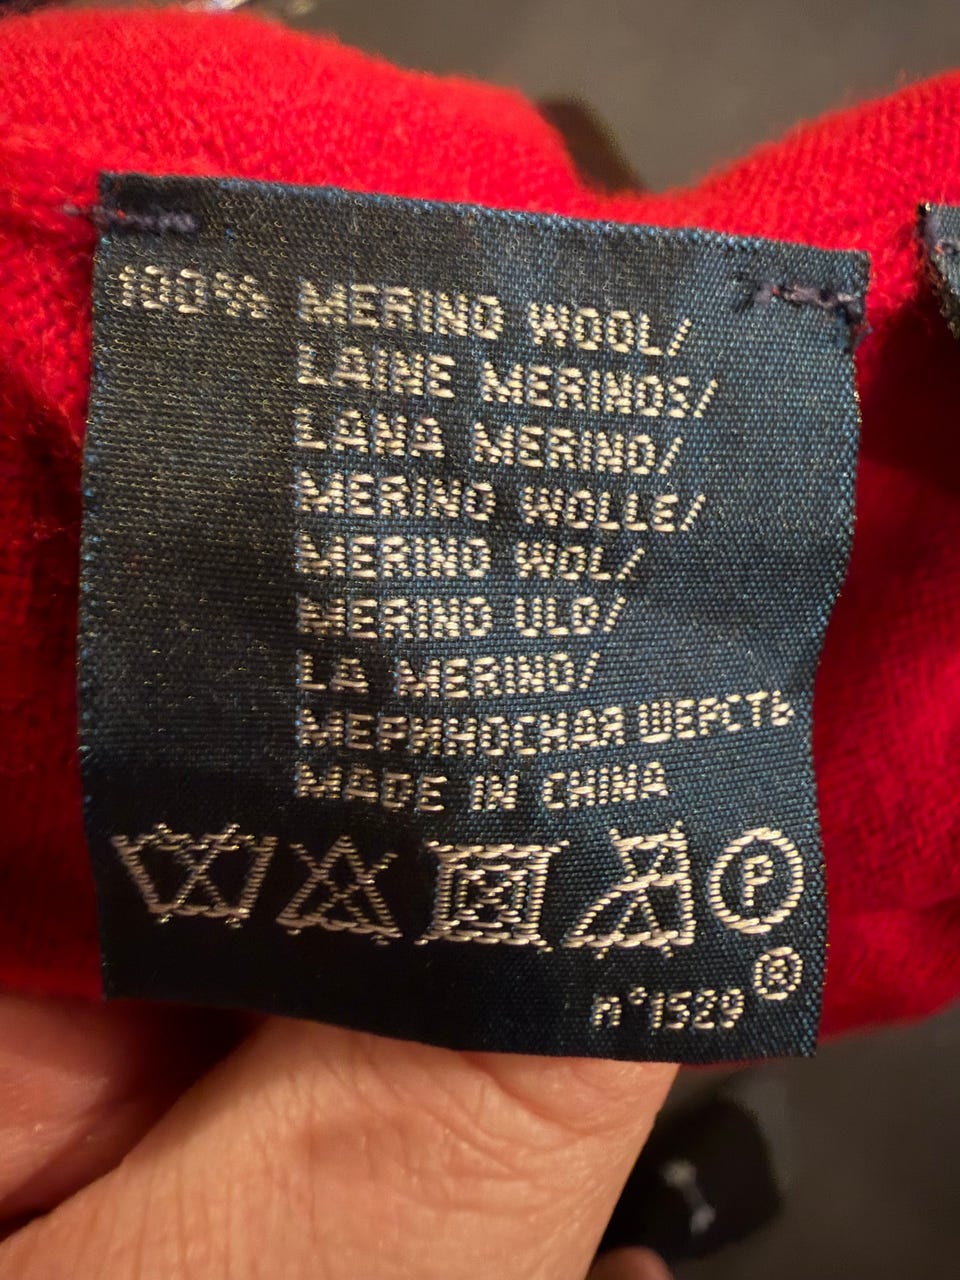 100% MERINO WOOL/
LAINE MERINOS/
LANA MERINO/
MERINO WOLLE/
MERINO WOL/
MERINO ULD/
LÃ MERINO/
МЕРИНОСНАЯ ШЕРСТЬ
MADE IN CHINA
P
®
n°1529